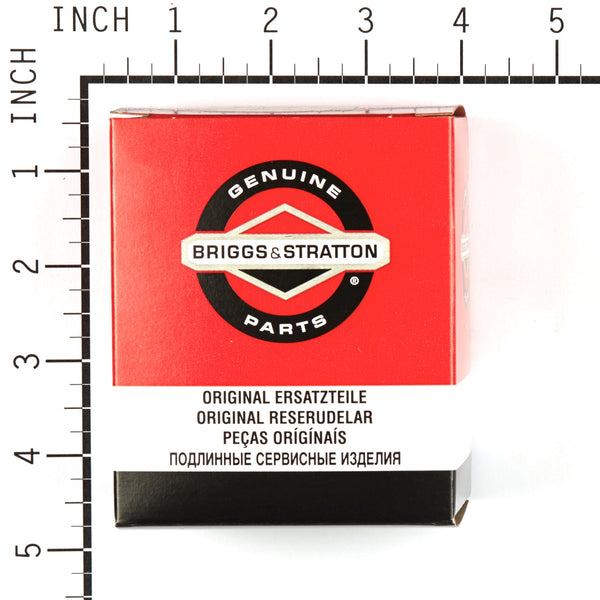 INCH 1 2 3 4 5
INCH
1
2
3
4
5
GENUINE
BRIGGS & STRATTON
®
PARTS
ORIGINAL ERSATZTEILE
ORIGINAL RESERUDELAR
PEÇAS ORÍGÍNAÍS
ПОДЛИННЫЕ СЕРВИСНЫЕ ИЗДЕЛИЯ